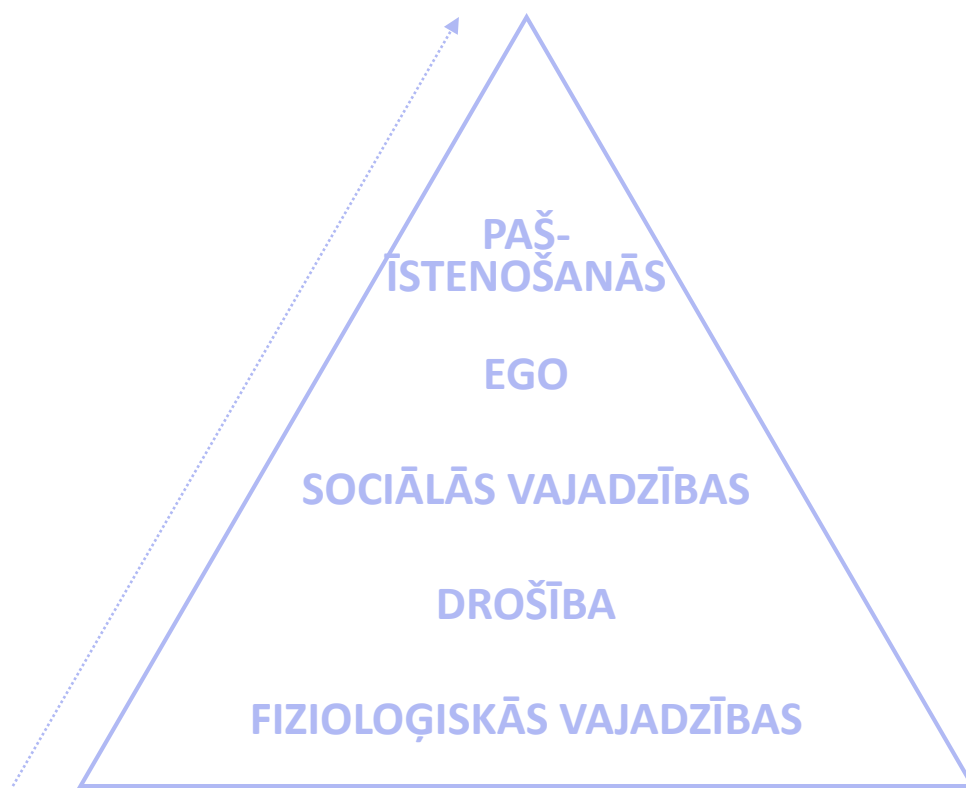 PAŠ-
ĪSTENOŠANĀS
EGO
SOCIĀLĀS VAJADZĪBAS
DROŠĪBA
FIZIOLOĢISKĀS VAJADZĪBAS